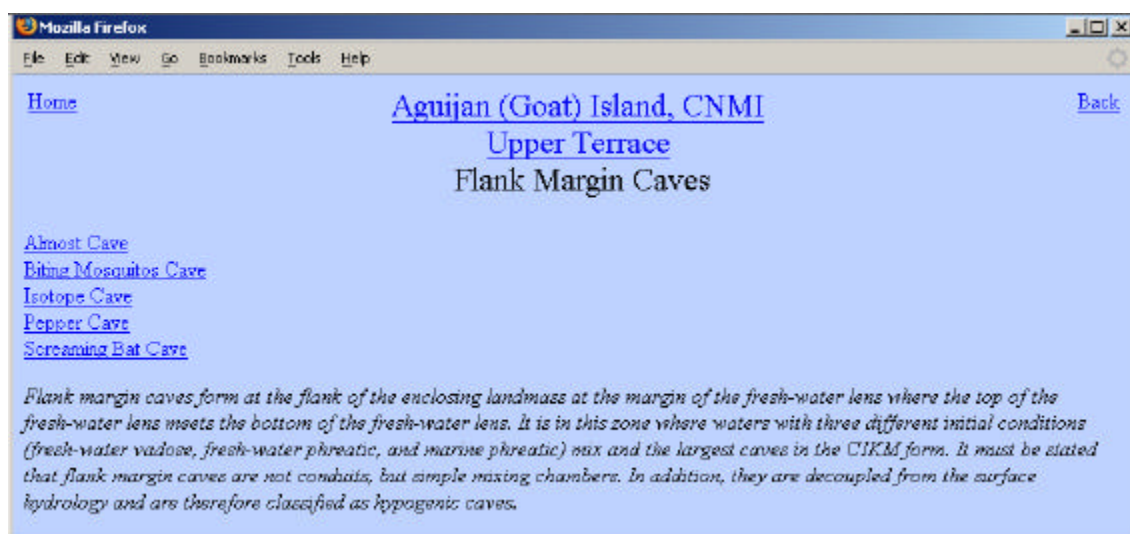 Mozilla Firefox
File Edit View Go Bookmarks Tools Help
Home
Aguijan (Goat) Island, CNMI
Back
Upper Terrace
Flank Margin Caves
Almost Cave
Biting Mosquitos Cave
Isotope Cave
Pepper Cave
Screaming Bat Cave
Flank margin caves form at the flank of the enclosing landmass at the margin of the fresh-water lens where the top of the
fresh-water lens meets the bottom of the fresh-water lens. It is in this zone where waters with three different initial conditions
(fresh-water vadose, fresh-water phreatic, and marine phreatic) mix and the largest caves in the CIKM form. It must be stated
that flank margin caves are not conduits, but simple mixing chambers. In addition, they are decoupled from the surface
hydrology and are therefore classified as hypogenic caves.